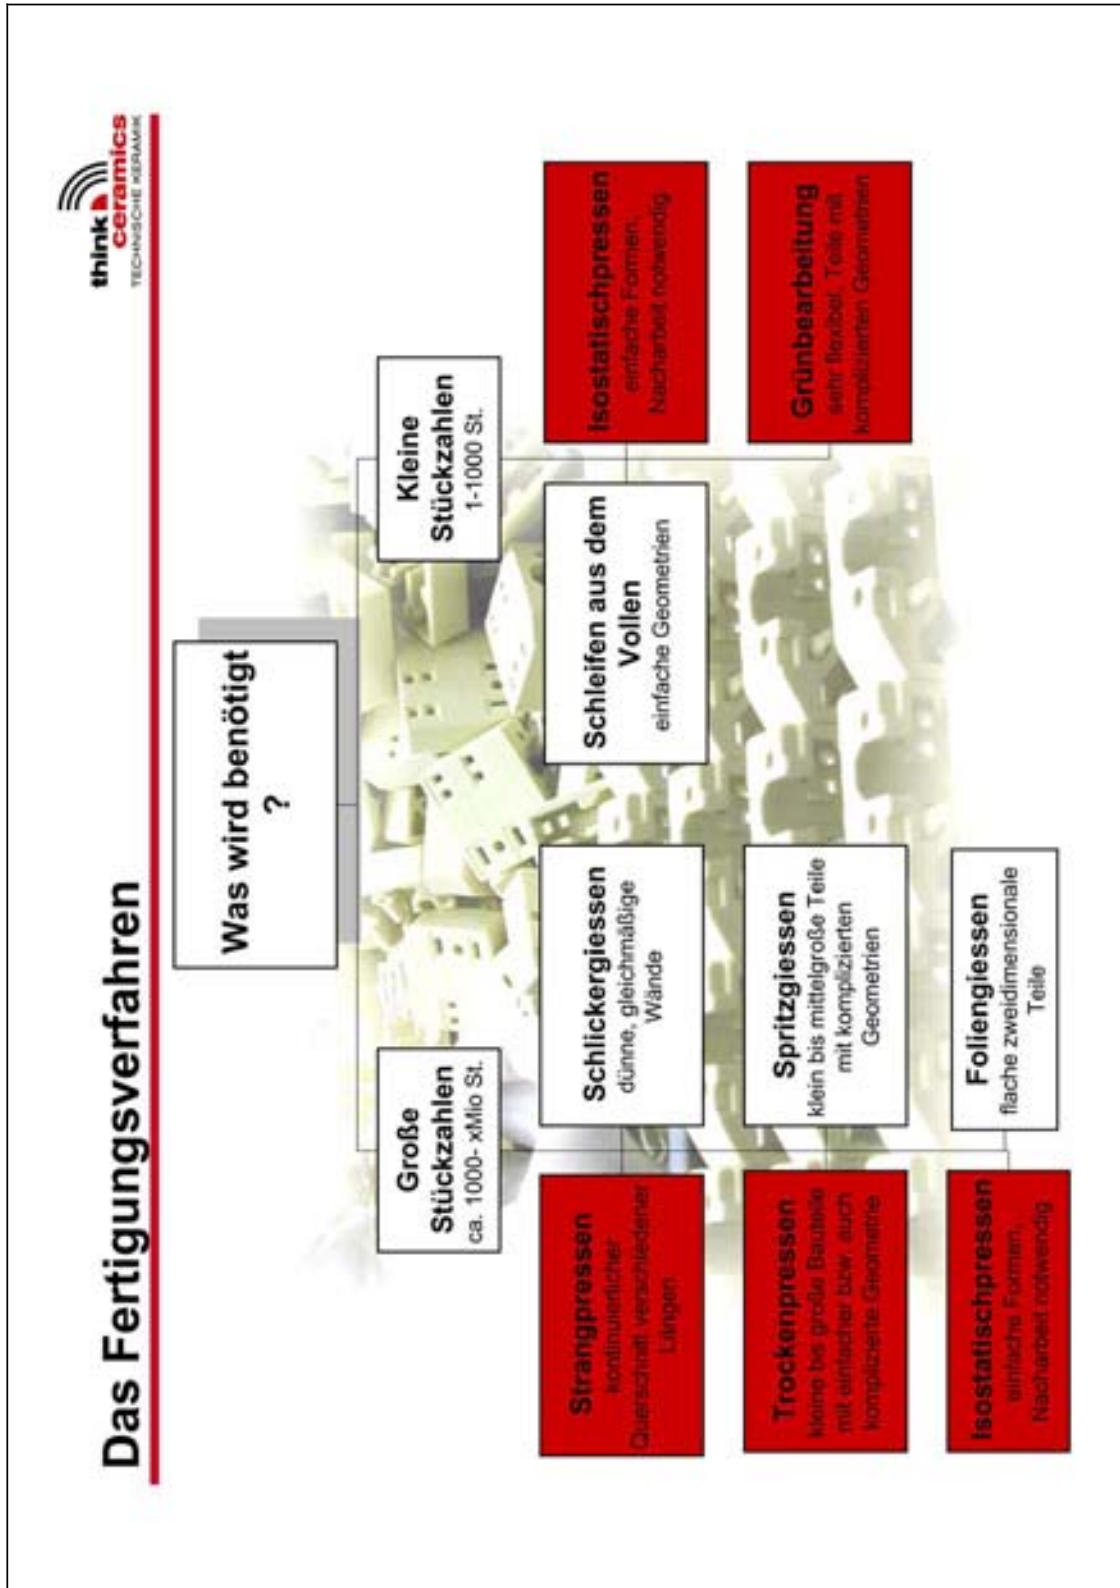 Das Fertigungsverfahren
think
ceramics
TECHNISCHE KERAMIK
Was wird benötigt
?
Große
Stückzahlen
ca. 1000- xMio St.
Kleine
Stückzahlen
1-1000 St.
Strangpressen
kontinuierlicher
Querschnitt verschiedener
Längen
Schlickergiessen
dünne, gleichmäßige
Wände
Schleifen aus dem
Vollen
einfache Geometrien
Isostatischpressen
einfache Formen,
Nacharbeit notwendig
Trockenpressen
kleine bis große Bauteile
mit einfacher bzw. auch
komplizierte Geometrie
Spritzgiessen
klein bis mittelgroße Teile
mit komplizierten
Geometrien
Grünbearbeitung
sehr flexibel, Teile mit
komplizierten Geometrien
Isostatischpressen
einfache Formen,
Nacharbeit notwendig
Foliengiessen
flache zweidimensionale
Teile